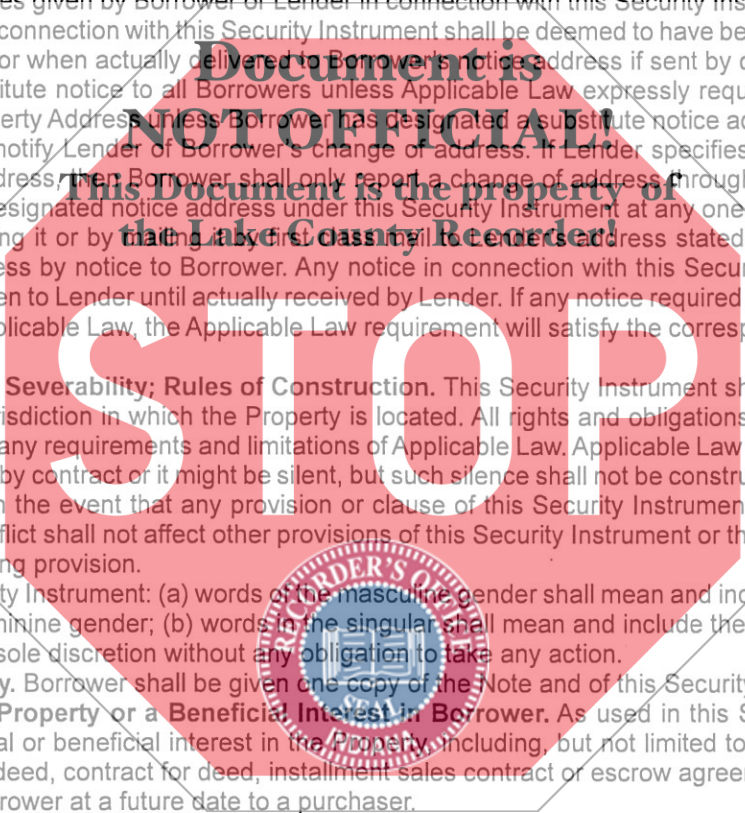 es given by Borrower or Lender in connection with this Security Ins
connection with this Security Instrument shall be deemed to have be
Document is
or when actually delivered to Borrower's notice address if sent by
itute notice to all Borrowers unless Applicable Law expressly requ
erty Address unless Borrower has designated a substitute notice ad
NOT OFFICIAL!
notify Lender of Borrower's change of address. If Lender specifies
dress, then Borrower shall only report a change of address through
This Document is the property of
esignated notice address under this Security Instrument at any one
ng it or by mailing it by first class mail to Lender's address stated
the Lake County Recorder!
ess by notice to Borrower. Any notice in connection with this Secur
en to Lender until actually received by Lender. If any notice required
plicable Law, the Applicable Law requirement will satisfy the corresp
STOP
Severability; Rules of Construction. This Security Instrument sh
risdiction in which the Property is located. All rights and obligations
any requirements and limitations of Applicable Law. Applicable Law
by contract or it might be silent, but such silence shall not be constru
n the event that any provision or clause of this Security Instrumen
flict shall not affect other provisions of this Security Instrument or th
ng provision.
ty Instrument: (a) words of the masculine gender shall mean and inc
minine gender; (b) words in the singular shall mean and include the
sole discretion without any obligation to take any action.
RECORDER'S OFFICE
SEAL
y. Borrower shall be given one copy of the Note and of this Security
Property or a Beneficial Interest in Borrower. As used in this S
al or beneficial interest in the Property, including, but not limited to
deed, contract for deed, installment sales contract or escrow agree
rower at a future date to a purchaser.